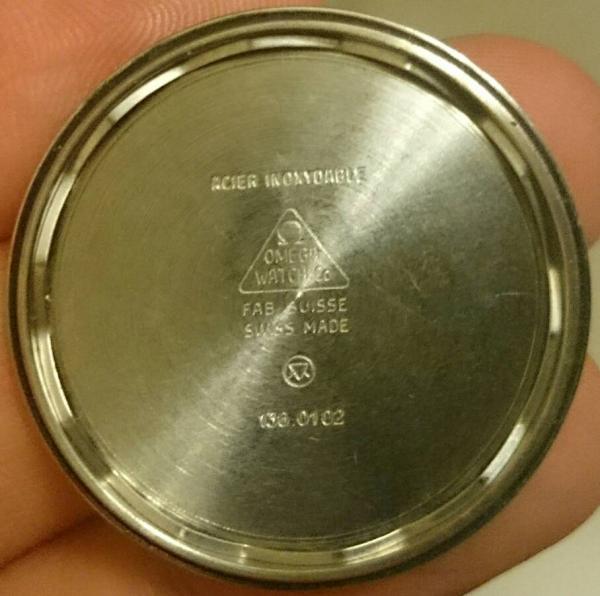 ACIER INOXYDABLE
Ω
OMEGA
WATCH Co
FAB. SUISSE
SWISS MADE
136.0102